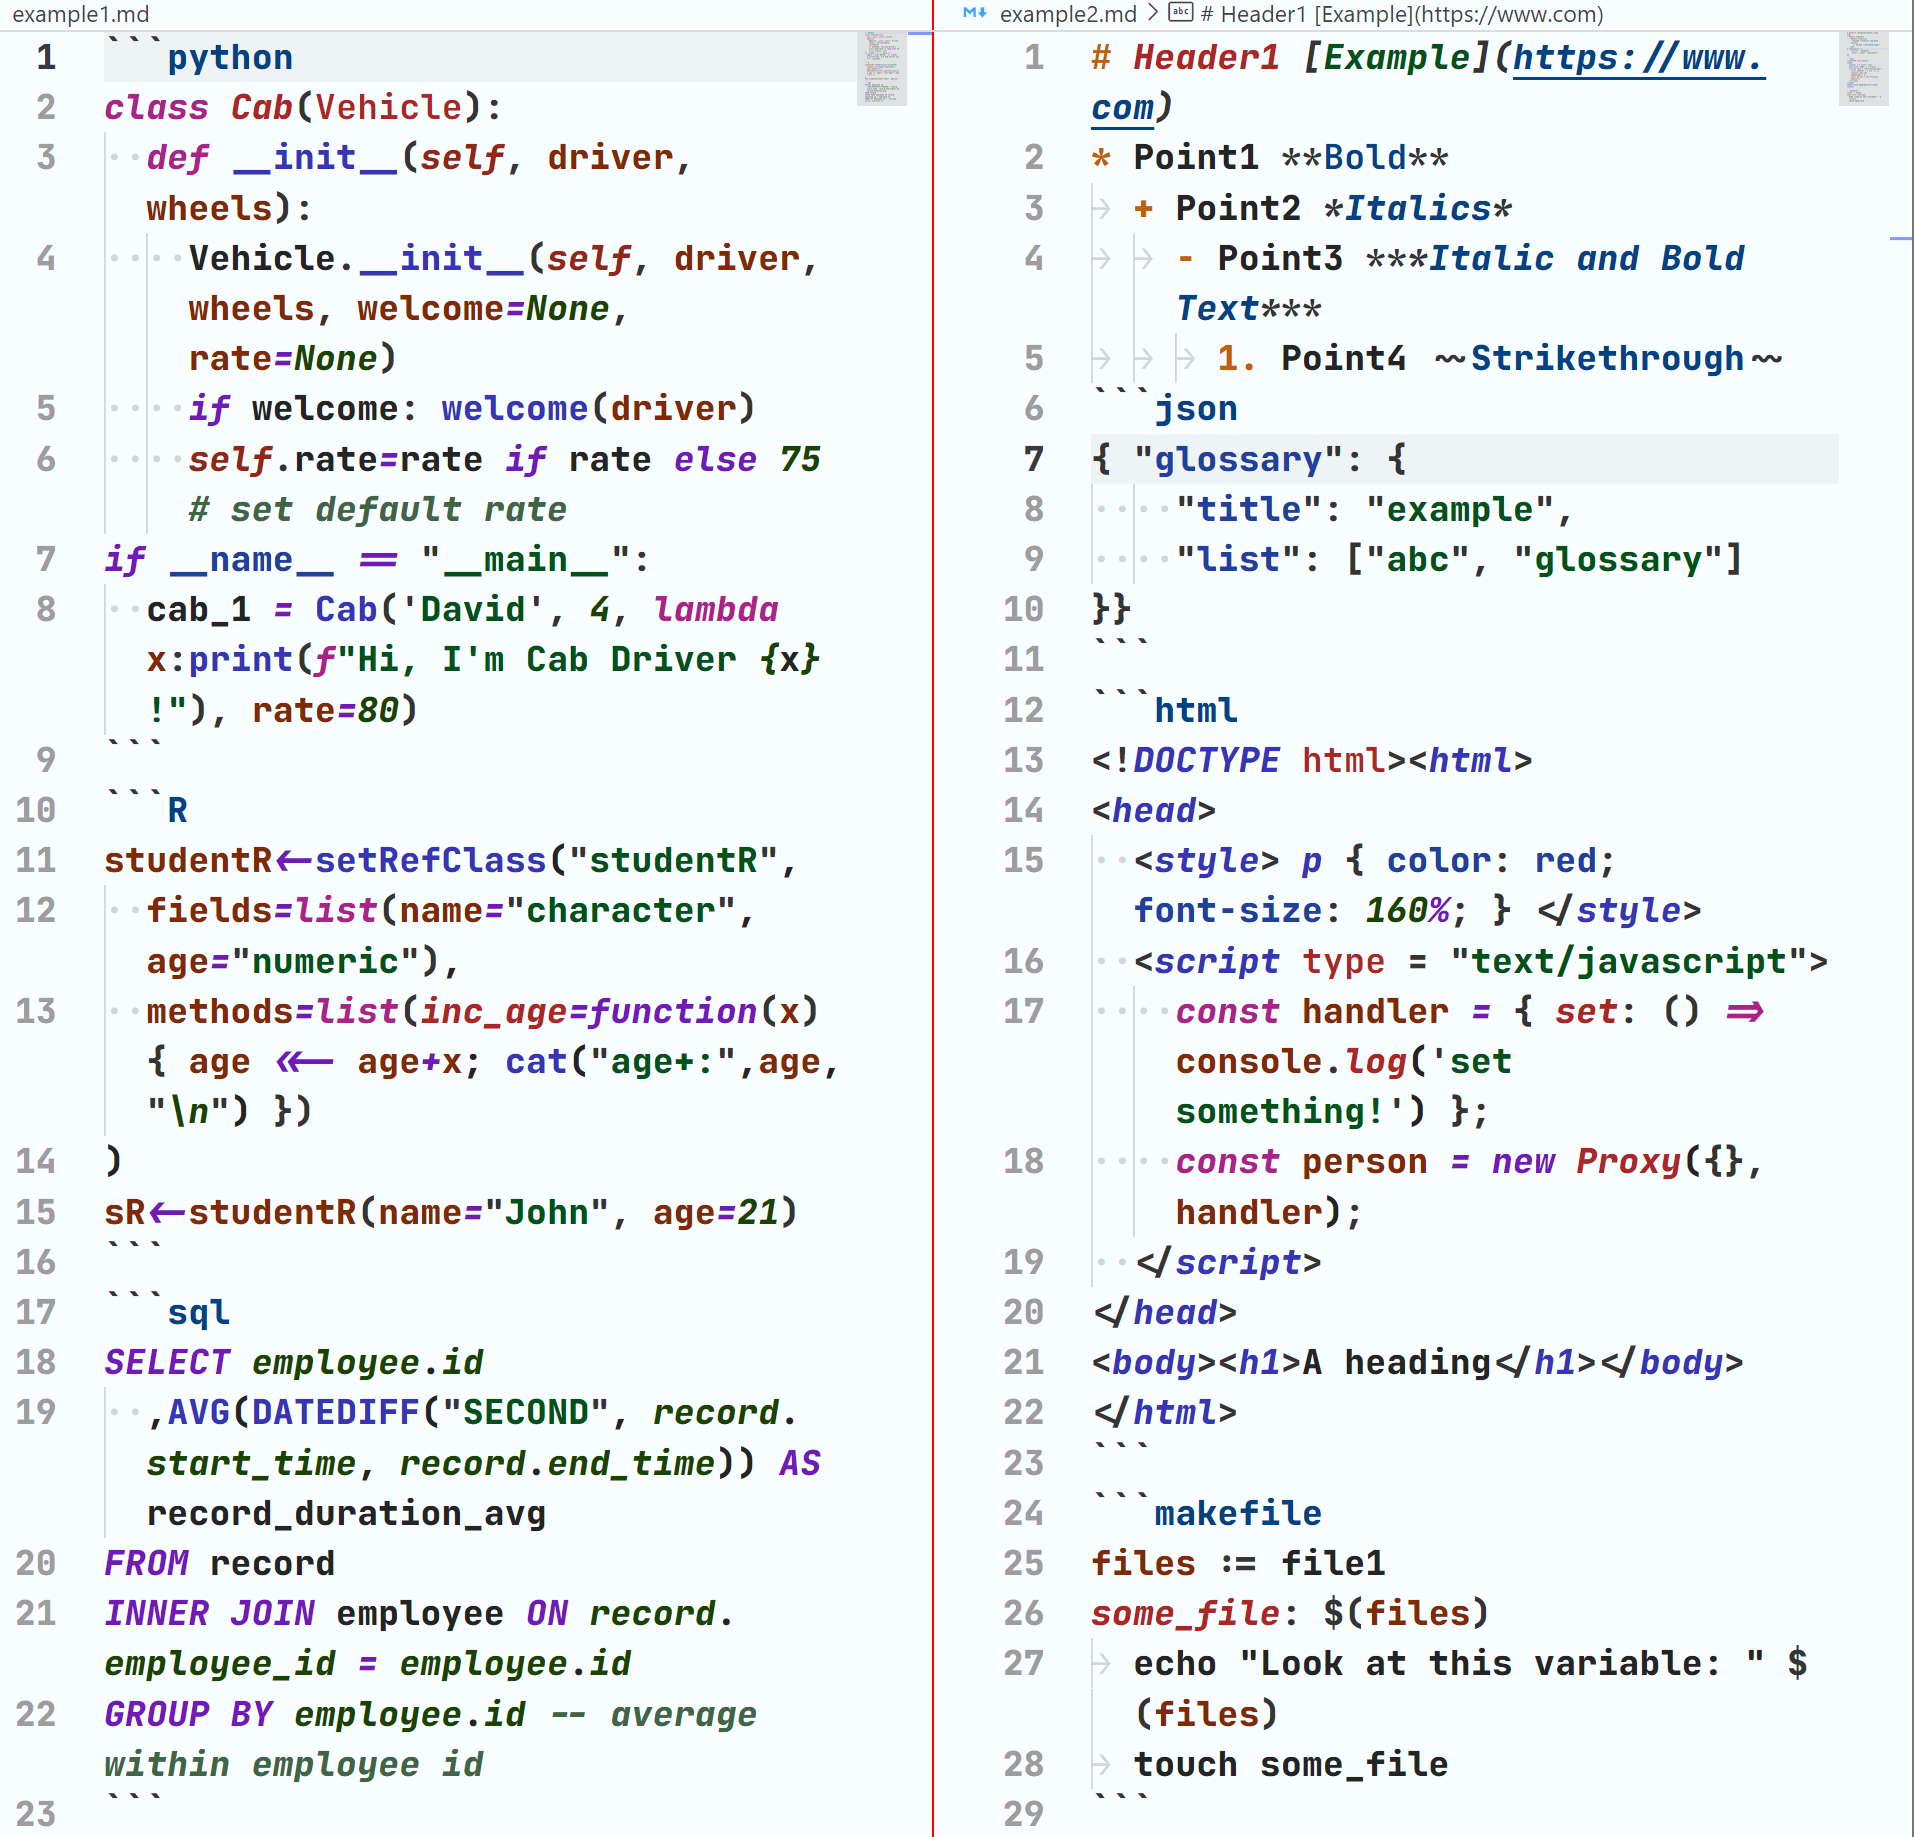 example1.md
1 ```python
2 class Cab(Vehicle):
3 def __init__(self, driver,
wheels):
4 Vehicle.__init__(self, driver,
wheels, welcome=None,
rate=None)
5 if welcome: welcome(driver)
6 self.rate=rate if rate else 75
# set default rate
7 if __name__ == "__main__":
8 cab_1 = Cab('David', 4, lambda
x:print(f"Hi, I'm Cab Driver {x}
!"), rate=80)
9 ```
10 ```R
11 studentR<-setRefClass("studentR",
12 fields=list(name="character",
age="numeric"),
13 methods=list(inc_age=function(x)
{ age <<- age+x; cat("age+:",age,
"\n") })
14 )
15 sR<-studentR(name="John", age=21)
16 ```
17 ```sql
18 SELECT employee.id
19 ,AVG(DATEDIFF("SECOND", record.
start_time, record.end_time)) AS
record_duration_avg
20 FROM record
21 INNER JOIN employee ON record.
employee_id = employee.id
22 GROUP BY employee.id -- average
within employee id
23 ```
example2.md > abc # Header1 [Example](https://www.com)
1 # Header1 [Example](https://www.
com)
2 * Point1 **Bold**
3 + Point2 *Italics*
4 - Point3 ***Italic and Bold
Text***
5 1. Point4 ~~Strikethrough~~
6 ```json
7 { "glossary": {
8 "title": "example",
9 "list": ["abc", "glossary"]
10 }}
11 ```
12 ```html
13 <!DOCTYPE html><html>
14 <head>
15 <style> p { color: red;
font-size: 160%; } </style>
16 <script type = "text/javascript">
17 const handler = { set: () =>
console.log('set
something!') };
18 const person = new Proxy({},
handler);
19 </script>
20 </head>
21 <body><h1>A heading</h1></body>
22 </html>
23 ```
24 ```makefile
25 files := file1
26 some_file: $(files)
27 echo "Look at this variable: " $
(files)
28 touch some_file
29 ```